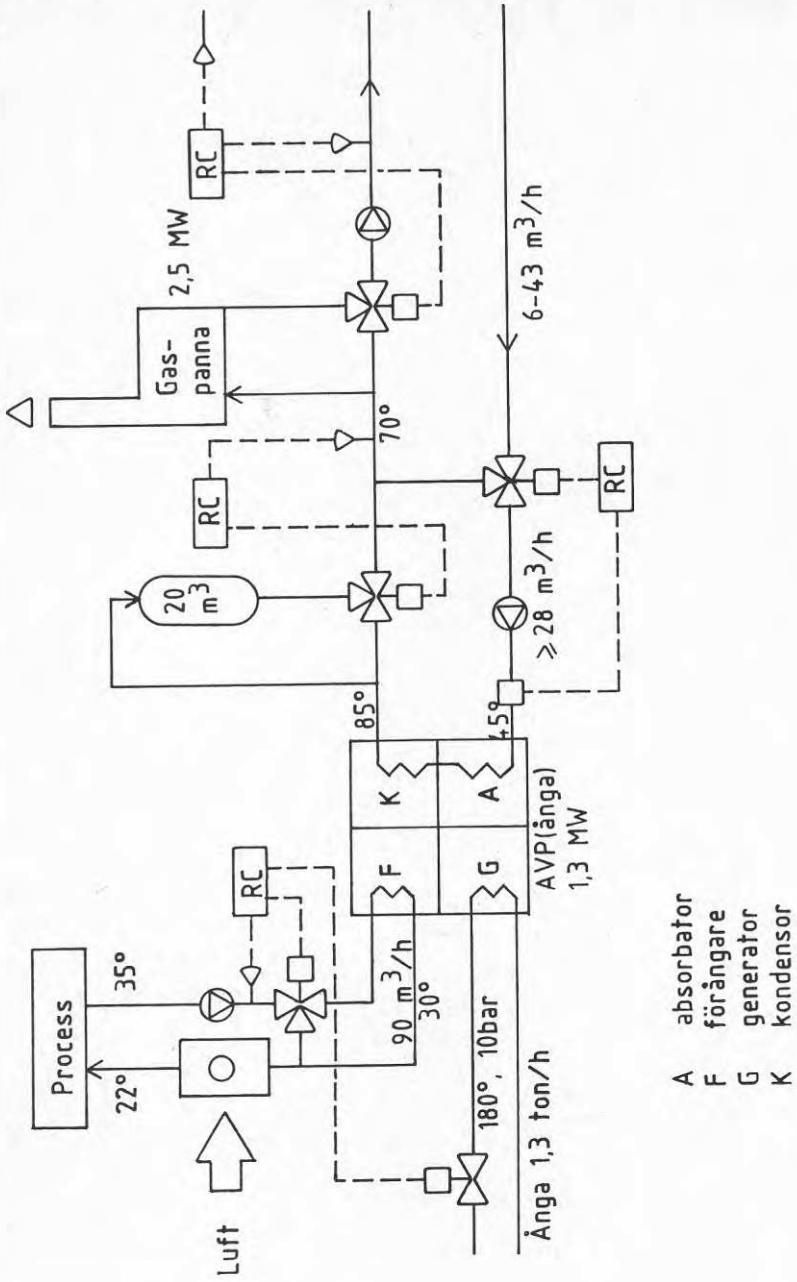 Process
22°
35°
Luft
RC
90 m³/h
30°
180°, 10bar
Ånga 1,3 ton/h
F
K
G
A
AVP(ånga)
1,3 MW
85°
45°
20
m³
RC
70°
Gas-
panna
2,5 MW
RC
≥28 m³/h
RC
6-43 m³/h
A absorbator
F förångare
G generator
K kondensor